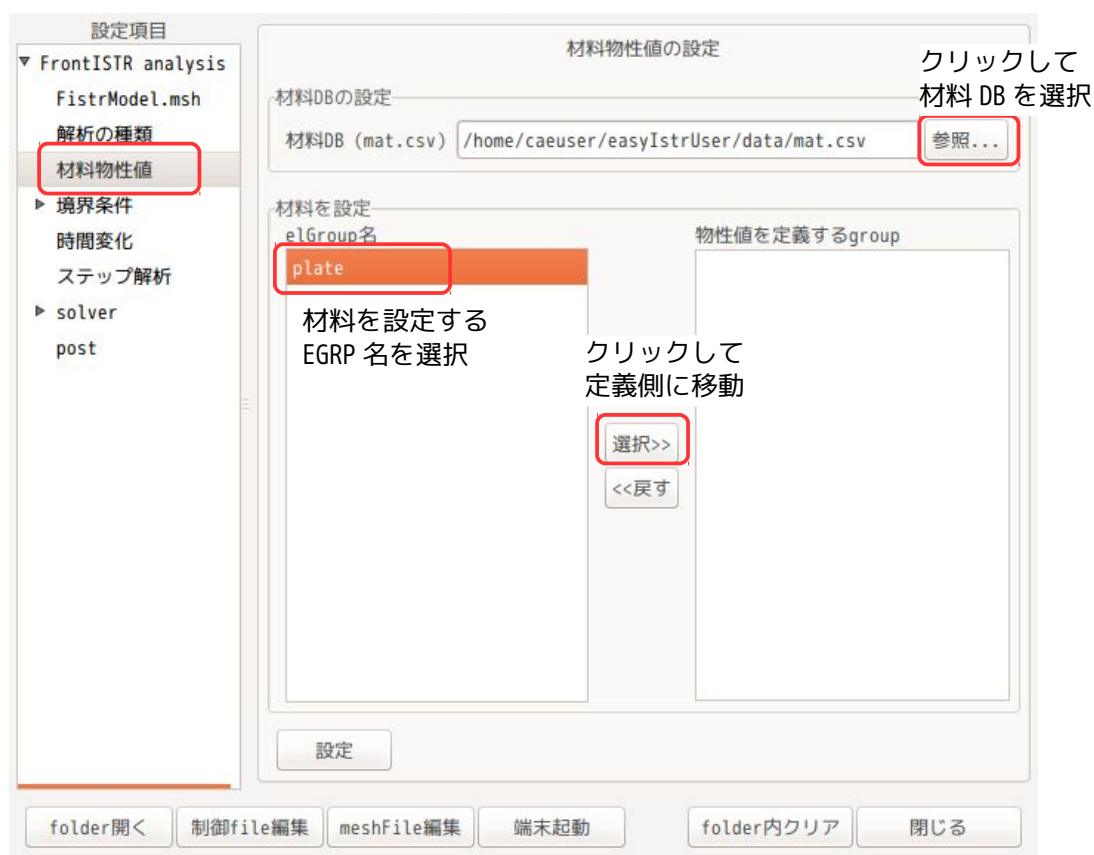 設定項目
▼ FrontISTR analysis
FistrModel.msh
解析の種類
材料物性値
▶ 境界条件
時間変化
ステップ解析
▶ solver
post
材料物性値の設定
クリックして
材料 DB を選択
材料DBの設定
材料DB (mat.csv) /home/caeuser/easyIstrUser/data/mat.csv 参照...
材料を設定
elGroup名
物性値を定義するgroup
plate
材料を設定する
EGRP 名を選択
クリックして
定義側に移動
選択>>
<<戻す
設定
folder開く 制御file編集 meshFile編集 端末起動 folder内クリア 閉じる